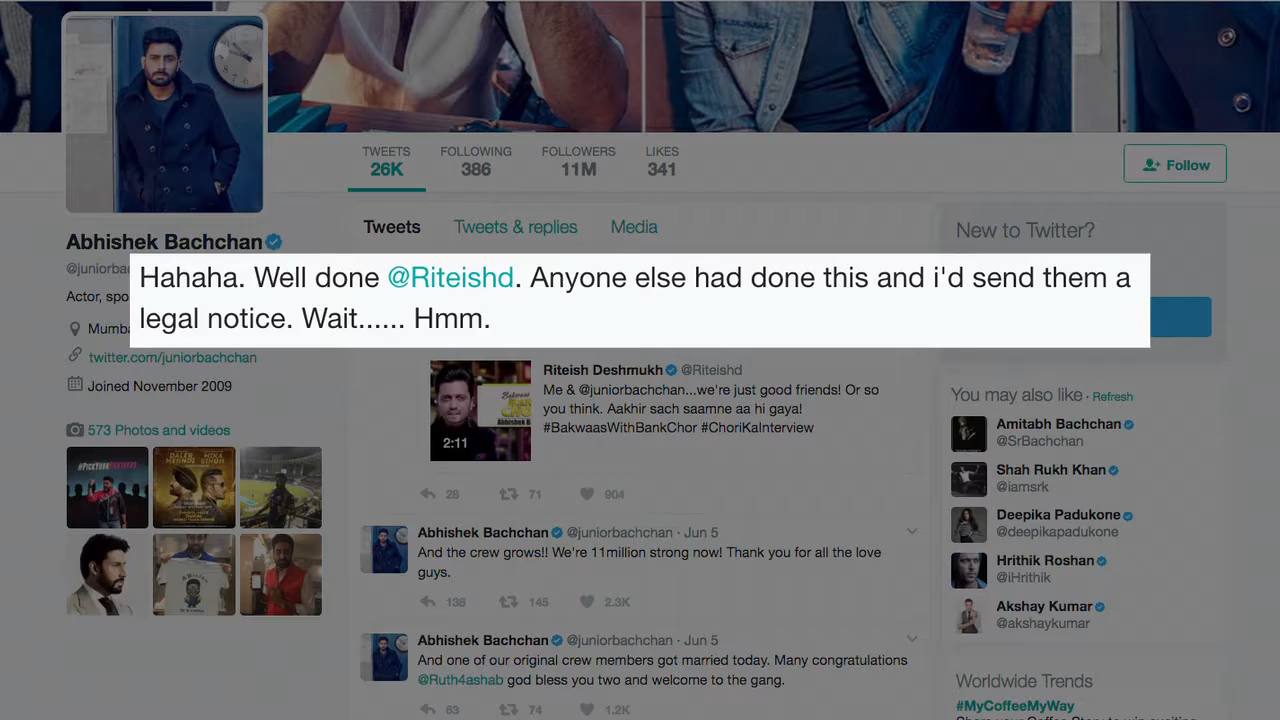 TWEETS FOLLOWING FOLLOWERS LIKES
26K 386 11M 341
Follow
Tweets Tweets & replies Media
New to Twitter?
Abhishek Bachchan
@juniorba
Actor, spo
Hahaha. Well done @Riteishd. Anyone else had done this and i'd send them a
legal notice. Wait...... Hmm.
Mumba
twitter.com/juniorbachchan
Joined November 2009
573 Photos and videos
#PICKYOURPANTHERS
DALER MEHNDI MIKA SINGH
Riteish Deshmukh @Riteishd
Me & @juniorbachchan...we're just good friends! Or so
you think. Aakhir sach saamne aa hi gaya!
#BakwaasWithBankChor #ChoriKaInterview
2:11
28 71 904
Abhishek Bachchan @juniorbachchan · Jun 5
And the crew grows!! We're 11million strong now! Thank you for all the love
guys.
138 145 2.3K
Abhishek Bachchan @juniorbachchan · Jun 5
And one of our original crew members got married today. Many congratulations
@Ruth4ashab god bless you two and welcome to the gang.
63 74 1.2K
You may also like · Refresh
Amitabh Bachchan
@SrBachchan
Shah Rukh Khan
@iamsrk
Deepika Padukone
@deepikapadukone
Hrithik Roshan
@iHrithik
Akshay Kumar
@akshaykumar
Worldwide Trends
#MyCoffeeMyWay